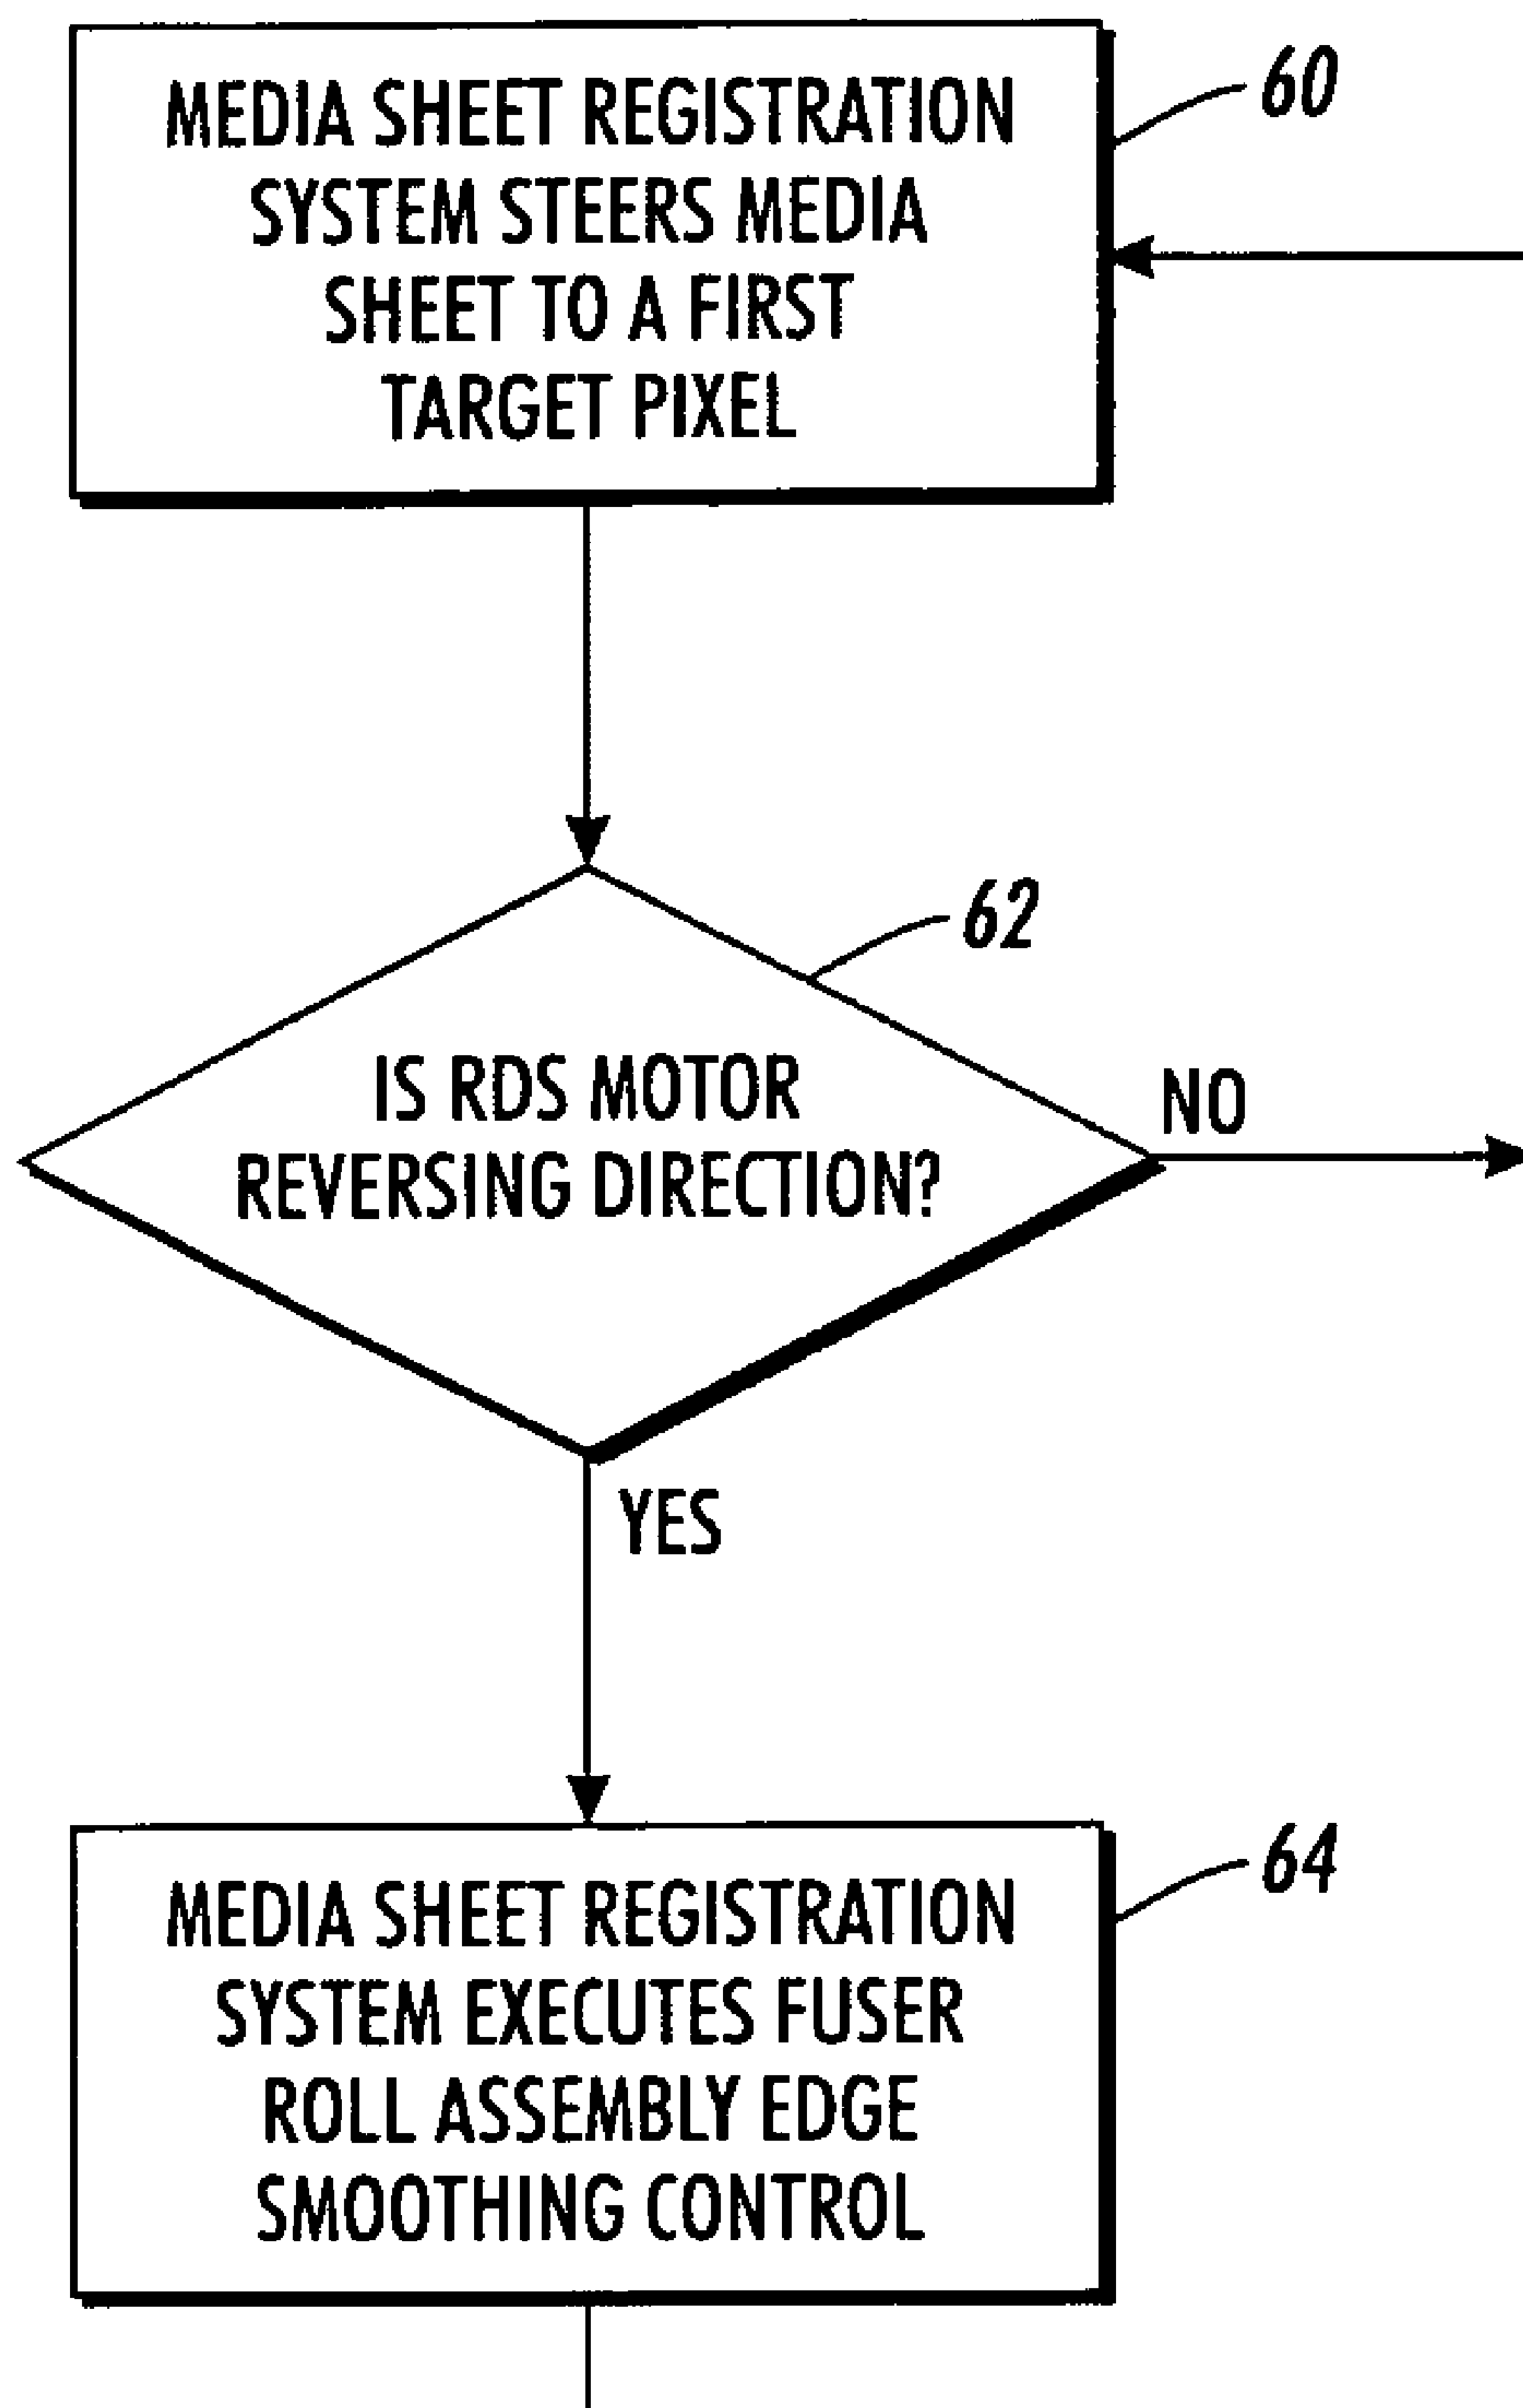 MEDIA SHEET REGISTRATION
SYSTEM STEERS MEDIA
SHEET TO A FIRST
TARGET PIXEL
60
62
IS RDS MOTOR
REVERSING DIRECTION?
NO
YES
64
MEDIA SHEET REGISTRATION
SYSTEM EXECUTES FUSER
ROLL ASSEMBLY EDGE
SMOOTHING CONTROL